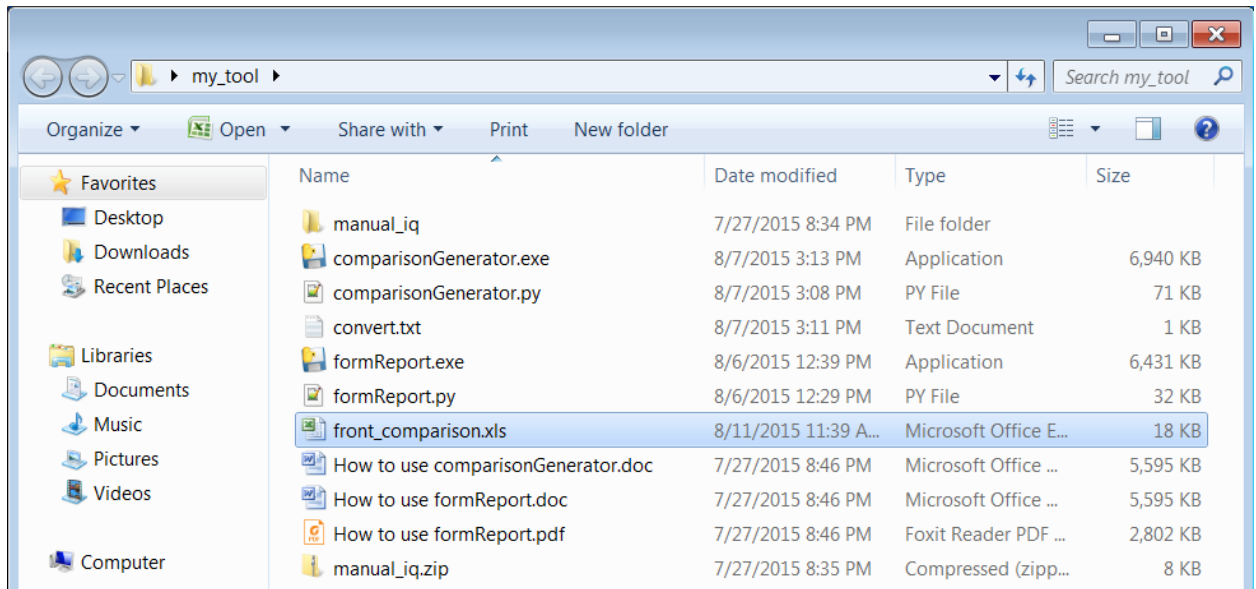 my_tool
Search my_tool
Organize Open Share with Print New folder
Favorites
Desktop
Downloads
Recent Places
Libraries
Documents
Music
Pictures
Videos
Computer
Name Date modified Type Size
manual_iq 7/27/2015 8:34 PM File folder
comparisonGenerator.exe 8/7/2015 3:13 PM Application 6,940 KB
comparisonGenerator.py 8/7/2015 3:08 PM PY File 71 KB
convert.txt 8/7/2015 3:11 PM Text Document 1 KB
formReport.exe 8/6/2015 12:39 PM Application 6,431 KB
formReport.py 8/6/2015 12:29 PM PY File 32 KB
front_comparison.xls 8/11/2015 11:39 A... Microsoft Office E... 18 KB
How to use comparisonGenerator.doc 7/27/2015 8:46 PM Microsoft Office ... 5,595 KB
How to use formReport.doc 7/27/2015 8:46 PM Microsoft Office ... 5,595 KB
How to use formReport.pdf 7/27/2015 8:46 PM Foxit Reader PDF ... 2,802 KB
manual_iq.zip 7/27/2015 8:35 PM Compressed (zipp... 8 KB